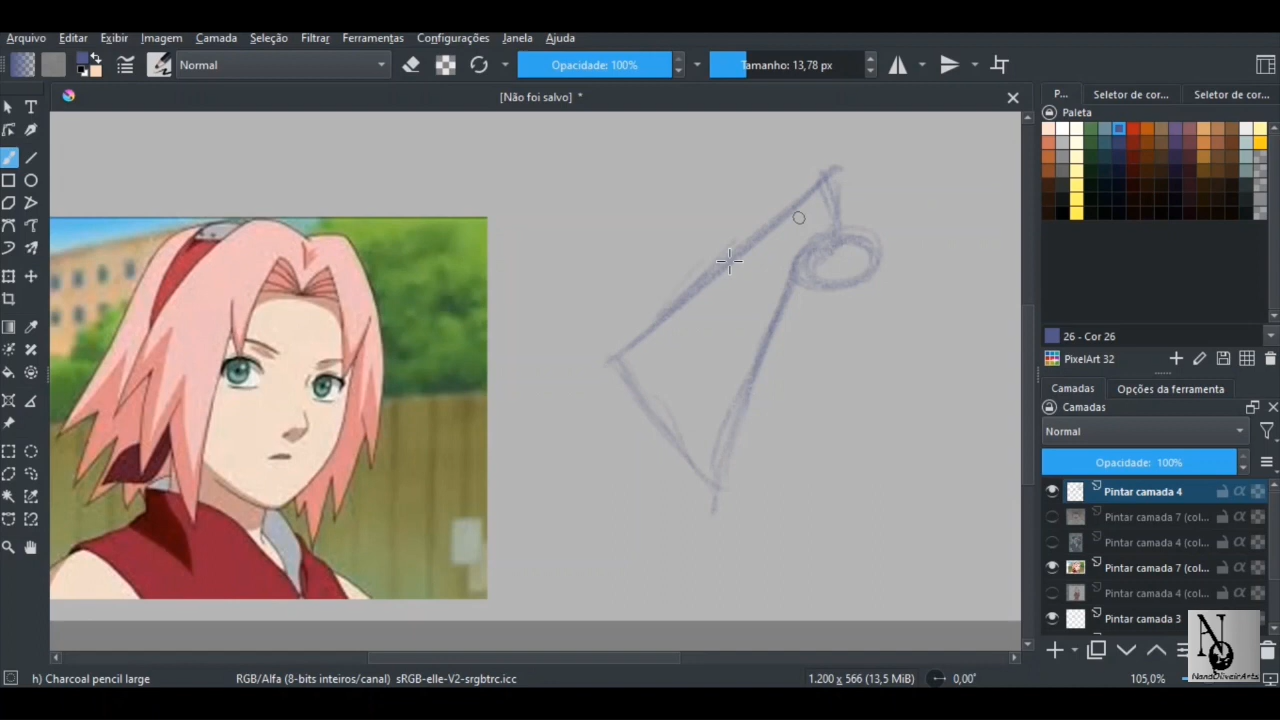 Arquivo Editar Exibir Imagem Camada Seleção Filtrar Ferramentas Configurações Janela Ajuda
Normal Opacidade: 100% Tamanho: 13,78 px
[Não foi salvo] *
P... Seletor de cor... Seletor de cor...
Paleta
26 - Cor 26
PixelArt 32
Camadas Opções da ferramenta
Camadas
Normal
Opacidade: 100%
Pintar camada 4
Pintar camada 7 (col...
Pintar camada 4 (col...
Pintar camada 7 (col...
Pintar camada 4 (col...
Pintar camada 3
NandOliveirArts
h) Charcoal pencil large RGB/Alfa (8-bits inteiros/canal) sRGB-elle-V2-srgbtrc.icc 1.200 x 566 (13,5 MiB) 0,00° 105,0%